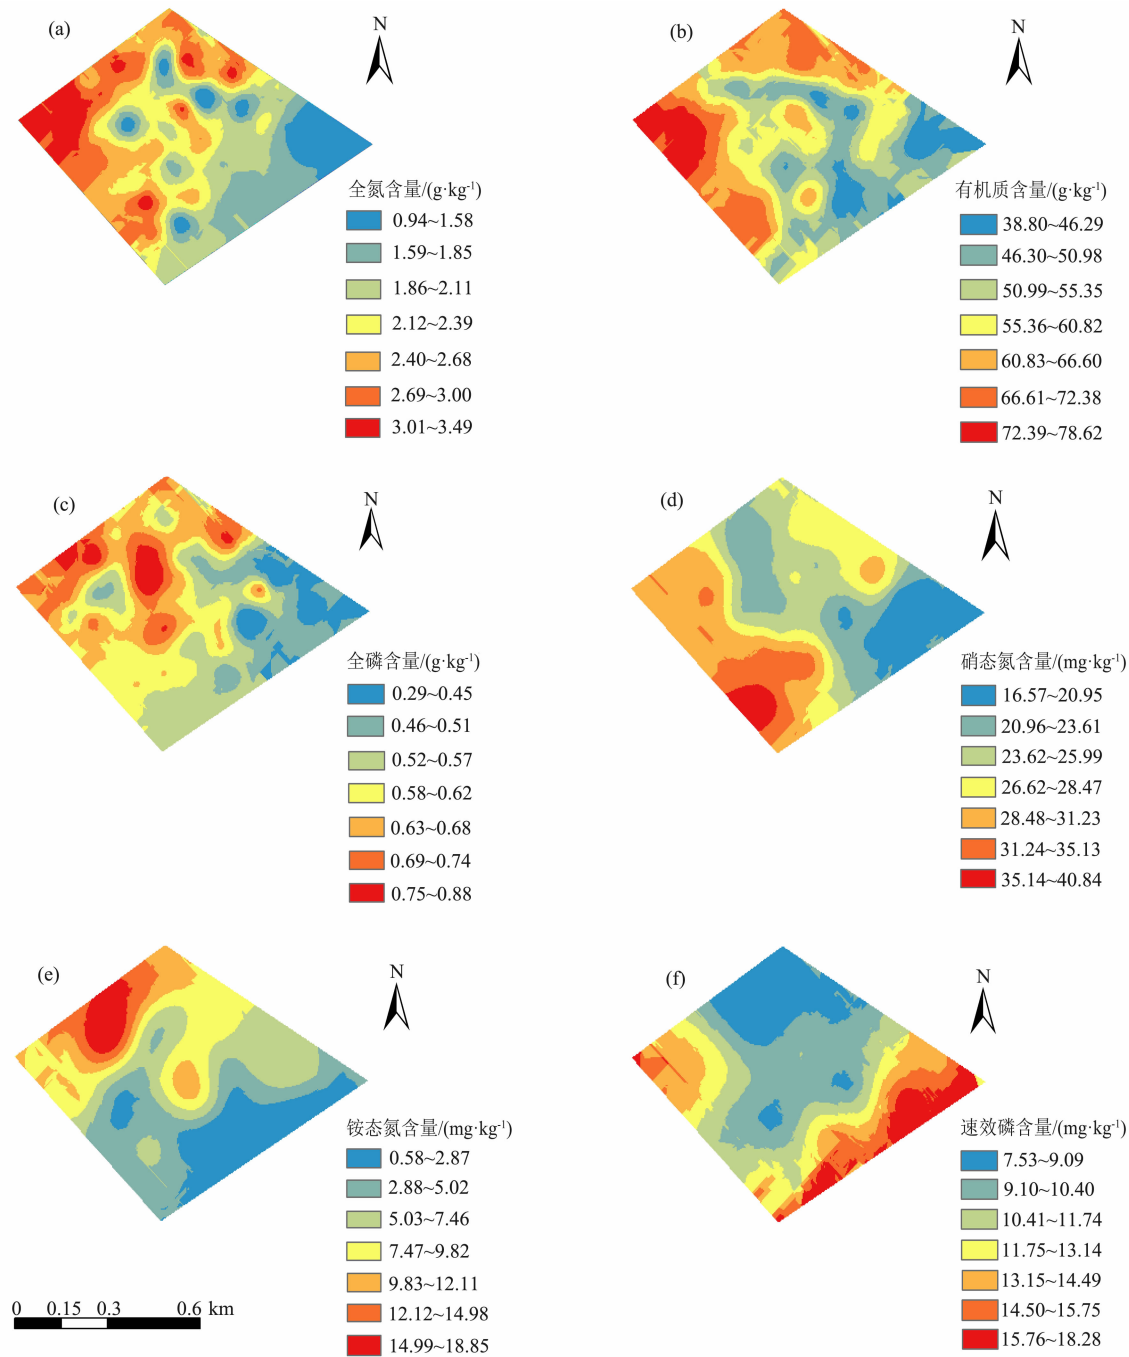 (a)
N
全氮含量/(g·kg⁻¹)
0.94~1.58
1.59~1.85
1.86~2.11
2.12~2.39
2.40~2.68
2.69~3.00
3.01~3.49
(b)
N
有机质含量/(g·kg⁻¹)
38.80~46.29
46.30~50.98
50.99~55.35
55.36~60.82
60.83~66.60
66.61~72.38
72.39~78.62
(c)
N
全磷含量/(g·kg⁻¹)
0.29~0.45
0.46~0.51
0.52~0.57
0.58~0.62
0.63~0.68
0.69~0.74
0.75~0.88
(d)
N
硝态氮含量/(mg·kg⁻¹)
16.57~20.95
20.96~23.61
23.62~25.99
26.62~28.47
28.48~31.23
31.24~35.13
35.14~40.84
(e)
N
铵态氮含量/(mg·kg⁻¹)
0.58~2.87
2.88~5.02
5.03~7.46
7.47~9.82
9.83~12.11
12.12~14.98
14.99~18.85
0 0.15 0.3 0.6 km
(f)
N
速效磷含量/(mg·kg⁻¹)
7.53~9.09
9.10~10.40
10.41~11.74
11.75~13.14
13.15~14.49
14.50~15.75
15.76~18.28